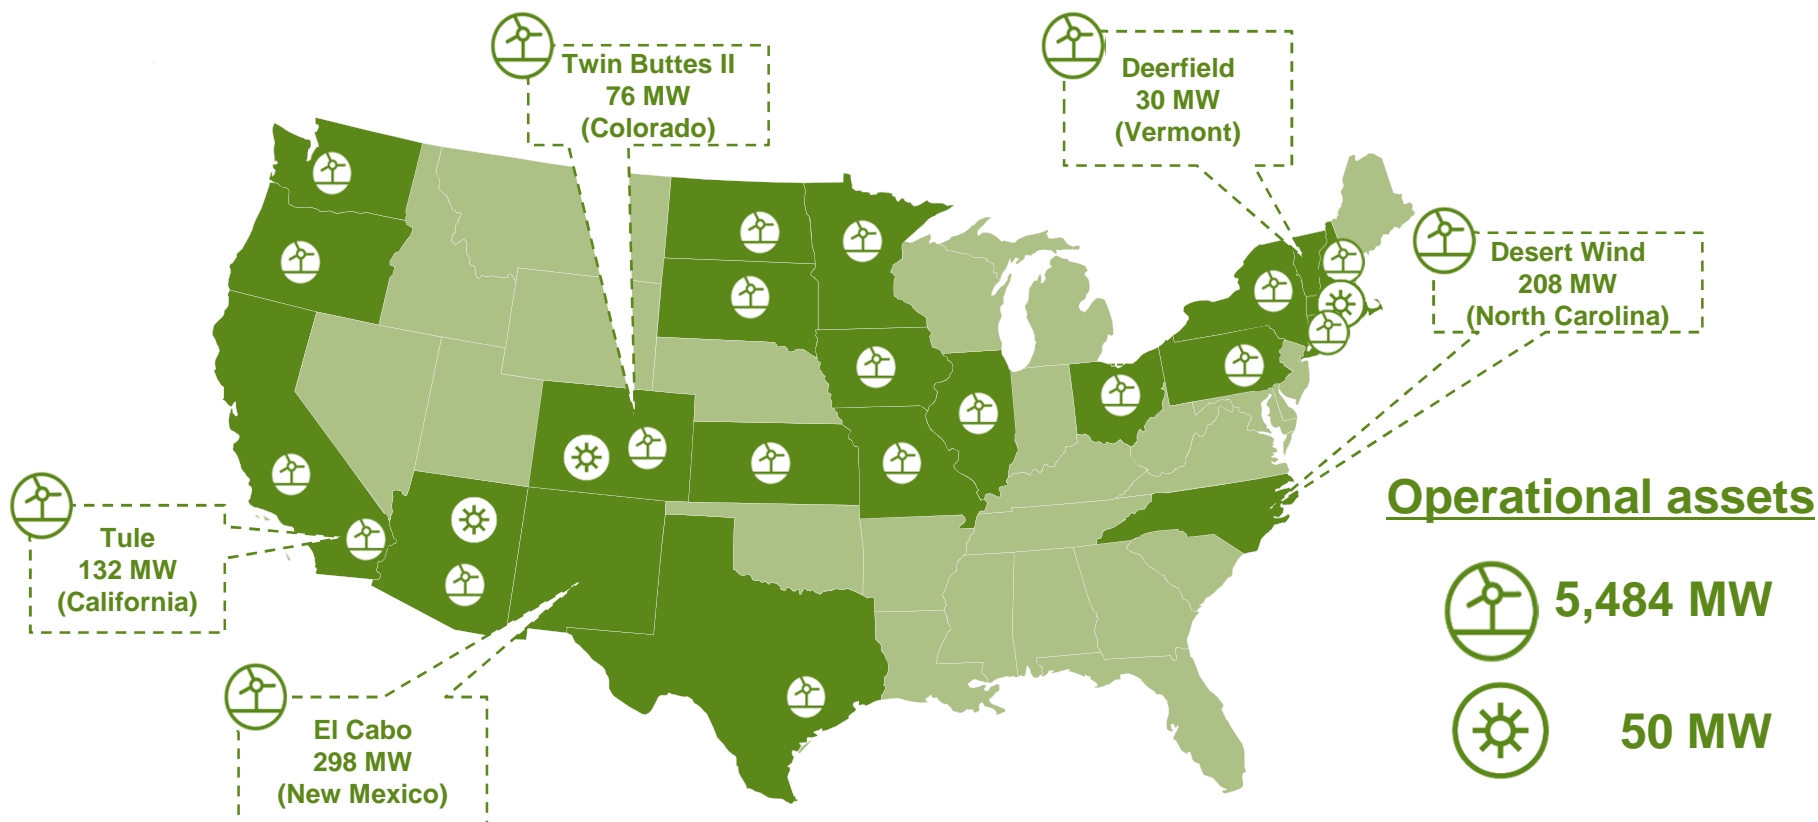 Twin Buttes II
76 MW
(Colorado)
Deerfield
30 MW
(Vermont)
Desert Wind
208 MW
(North Carolina)
Tule
132 MW
(California)
El Cabo
298 MW
(New Mexico)
Operational assets
5,484 MW
50 MW